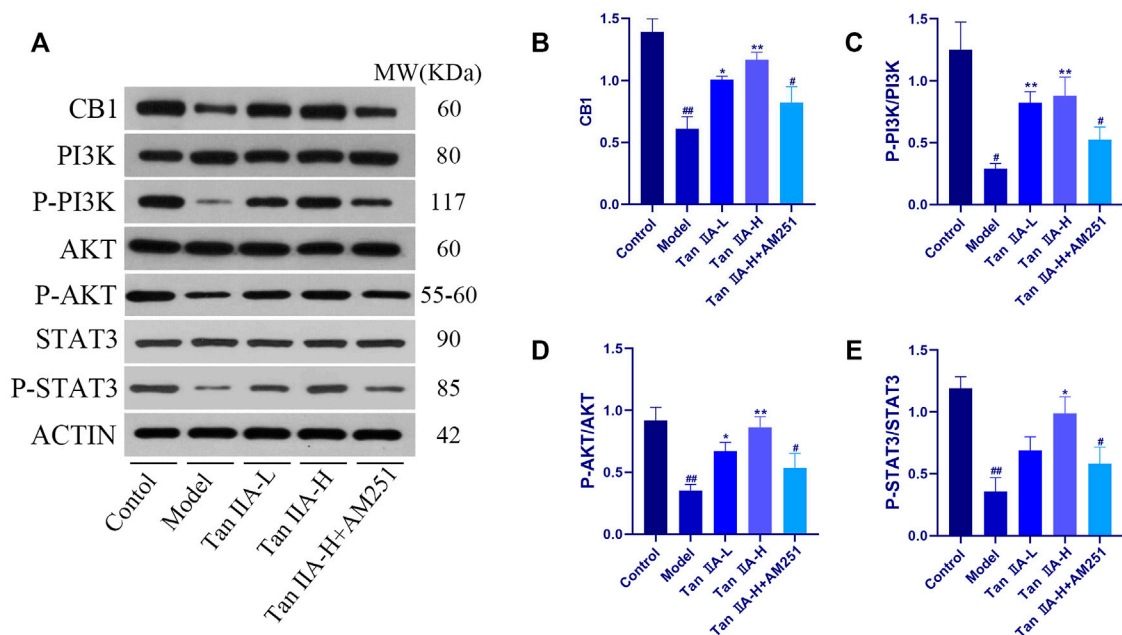 A
MW(KDa)
CB1
60
PI3K
80
P-PI3K
117
AKT
60
P-AKT
55-60
STAT3
90
P-STAT3
85
ACTIN
42
Contol
Model
Tan IIA-L
Tan IIA-H
Tan IIA-H+AM251
B
CB1
1.5
1.0
0.5
0.0
##
*
**
#
Control
Model
Tan ⅡA-L
Tan ⅡA-H
Tan ⅡA-H+AM251
C
P-PI3K/PI3K
1.5
1.0
0.5
0.0
#
**
**
#
Control
Model
Tan ⅡA-L
Tan ⅡA-H
Tan ⅡA-H+AM251
D
P-AKT/AKT
1.5
1.0
0.5
0.0
##
*
**
#
Control
Model
Tan ⅡA-L
Tan ⅡA-H
Tan ⅡA-H+AM251
E
P-STAT3/STAT3
1.5
1.0
0.5
0.0
##
*
#
Control
Model
Tan ⅡA-L
Tan ⅡA-H
Tan ⅡA-H+AM251